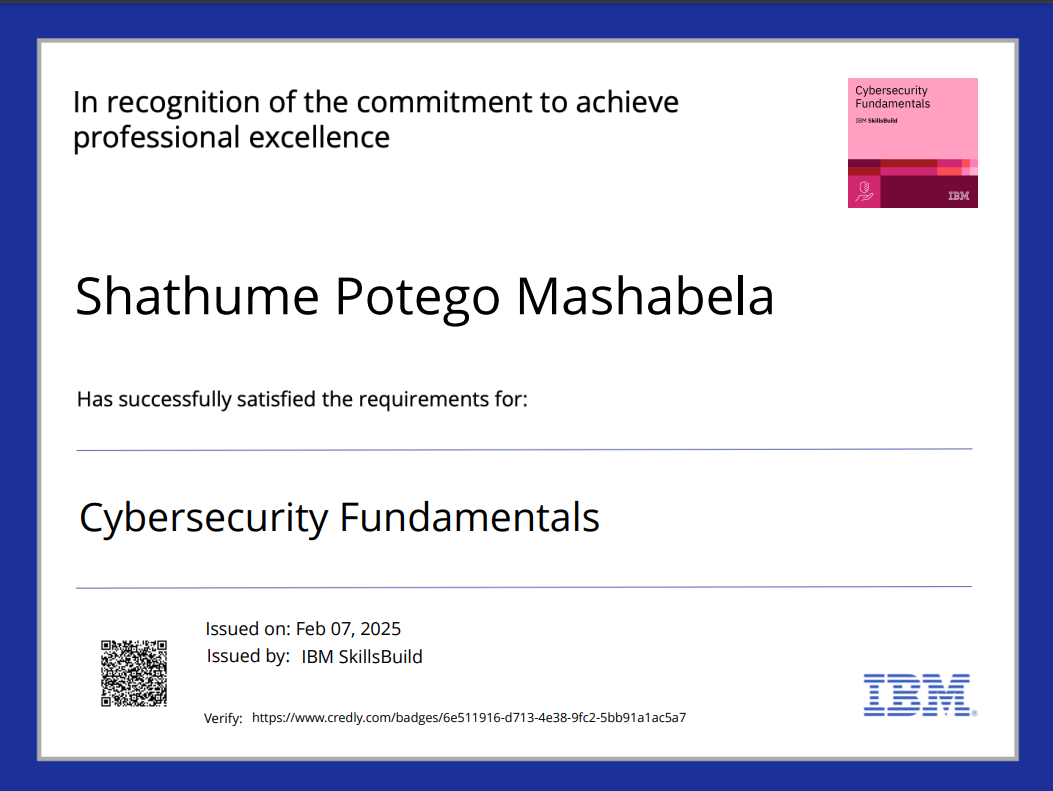 In recognition of the commitment to achieve
professional excellence
Cybersecurity
Fundamentals
IBM SkillsBuild
IBM
Shathume Potego Mashabela
Has successfully satisfied the requirements for:
Cybersecurity Fundamentals
Issued on: Feb 07, 2025
Issued by: IBM SkillsBuild
Verify: https://www.credly.com/badges/6e511916-d713-4e38-9fc2-5bb91a1ac5a7
IBM®